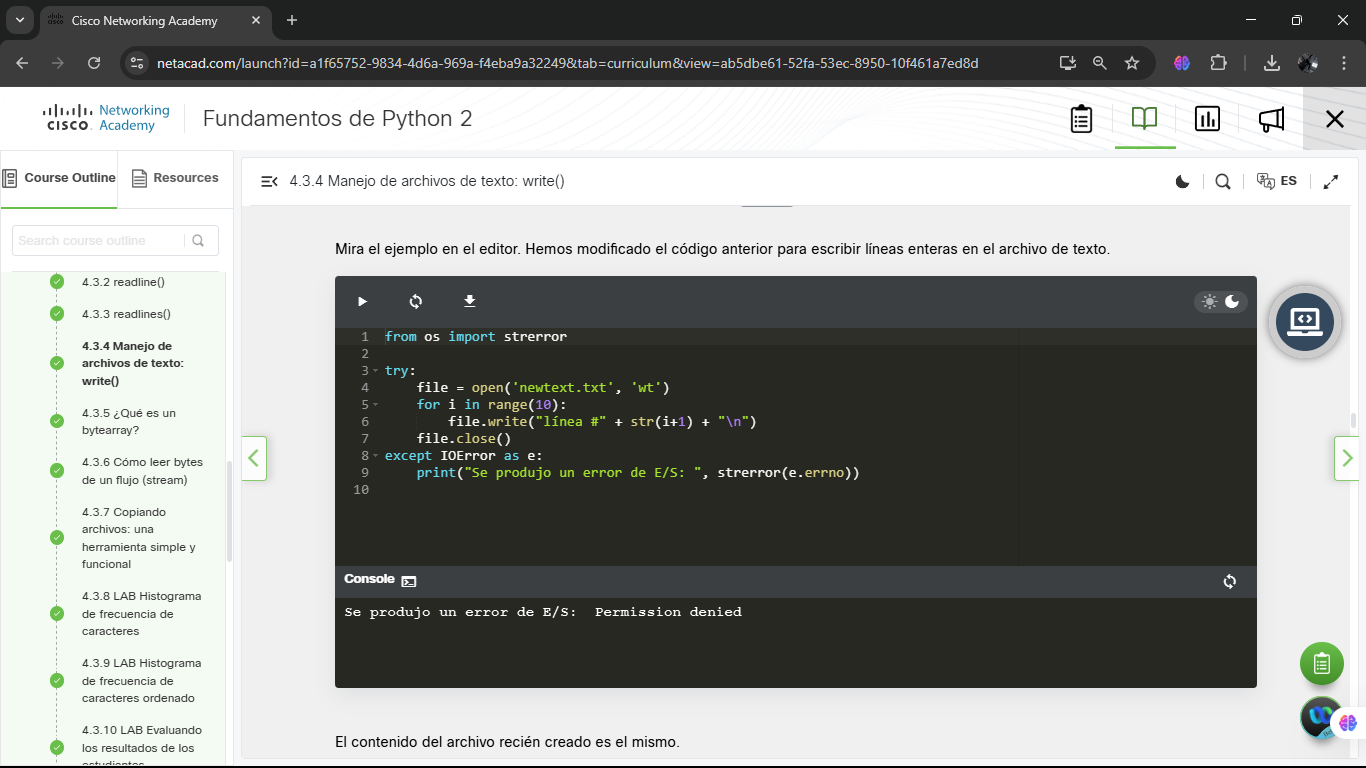 Cisco Networking Academy
netacad.com/launch?id=a1f65752-9834-4d6a-969a-f4eba9a32249&tab=curriculum&view=ab5dbe61-52fa-53ec-8950-10f461a7ed8d
Networking
CISCO. Academy
Fundamentos de Python 2
Course Outline
Resources
Search course outline
4.3.2 readline()
4.3.3 readlines()
4.3.4 Manejo de
archivos de texto:
write()
4.3.5 ¿Qué es un
bytearray?
4.3.6 Cómo leer bytes
de un flujo (stream)
4.3.7 Copiando
archivos: una
herramienta simple y
funcional
4.3.8 LAB Histograma
de frecuencia de
caracteres
4.3.9 LAB Histograma
de frecuencia de
caracteres ordenado
4.3.10 LAB Evaluando
los resultados de los
estudiantes
4.3.4 Manejo de archivos de texto: write()
ES
Mira el ejemplo en el editor. Hemos modificado el código anterior para escribir líneas enteras en el archivo de texto.
1 from os import strerror
2
3 try:
4     file = open('newtext.txt', 'wt')
5     for i in range(10):
6         file.write("línea #" + str(i+1) + "\n")
7     file.close()
8 except IOError as e:
9     print("Se produjo un error de E/S: ", strerror(e.errno))
10
Console
Se produjo un error de E/S:  Permission denied
El contenido del archivo recién creado es el mismo.